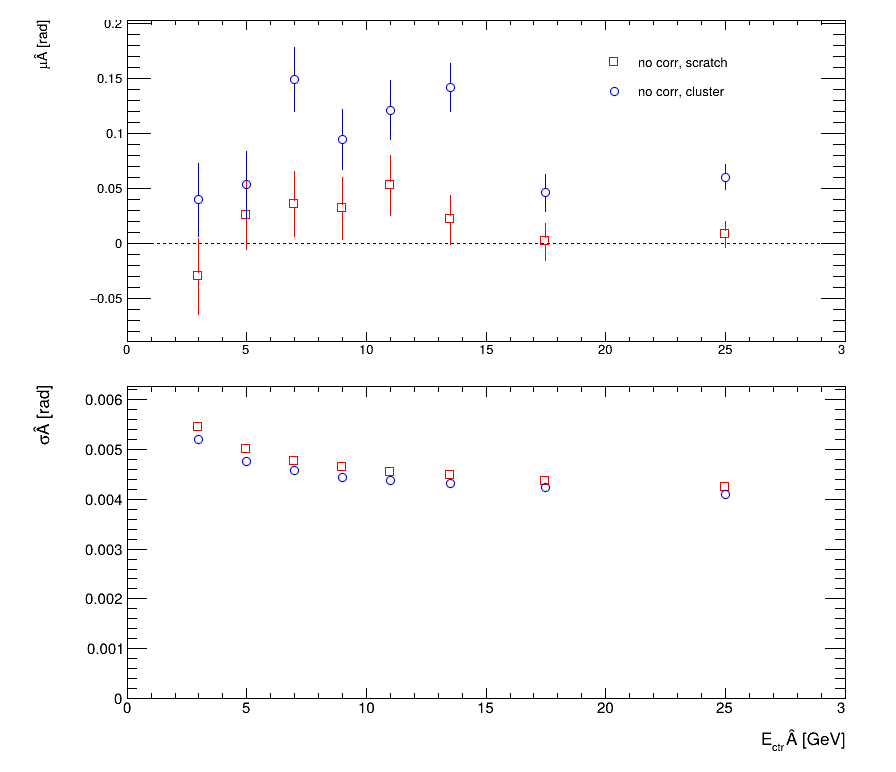 μÂ [rad]
0.2
0.15
0.1
0.05
0
−0.05
no corr, scratch
no corr, cluster
0 5 10 15 20 25 3
σÂ [rad]
0.006
0.005
0.004
0.003
0.002
0.001
0
0 5 10 15 20 25 3
E_ctr Â [GeV]